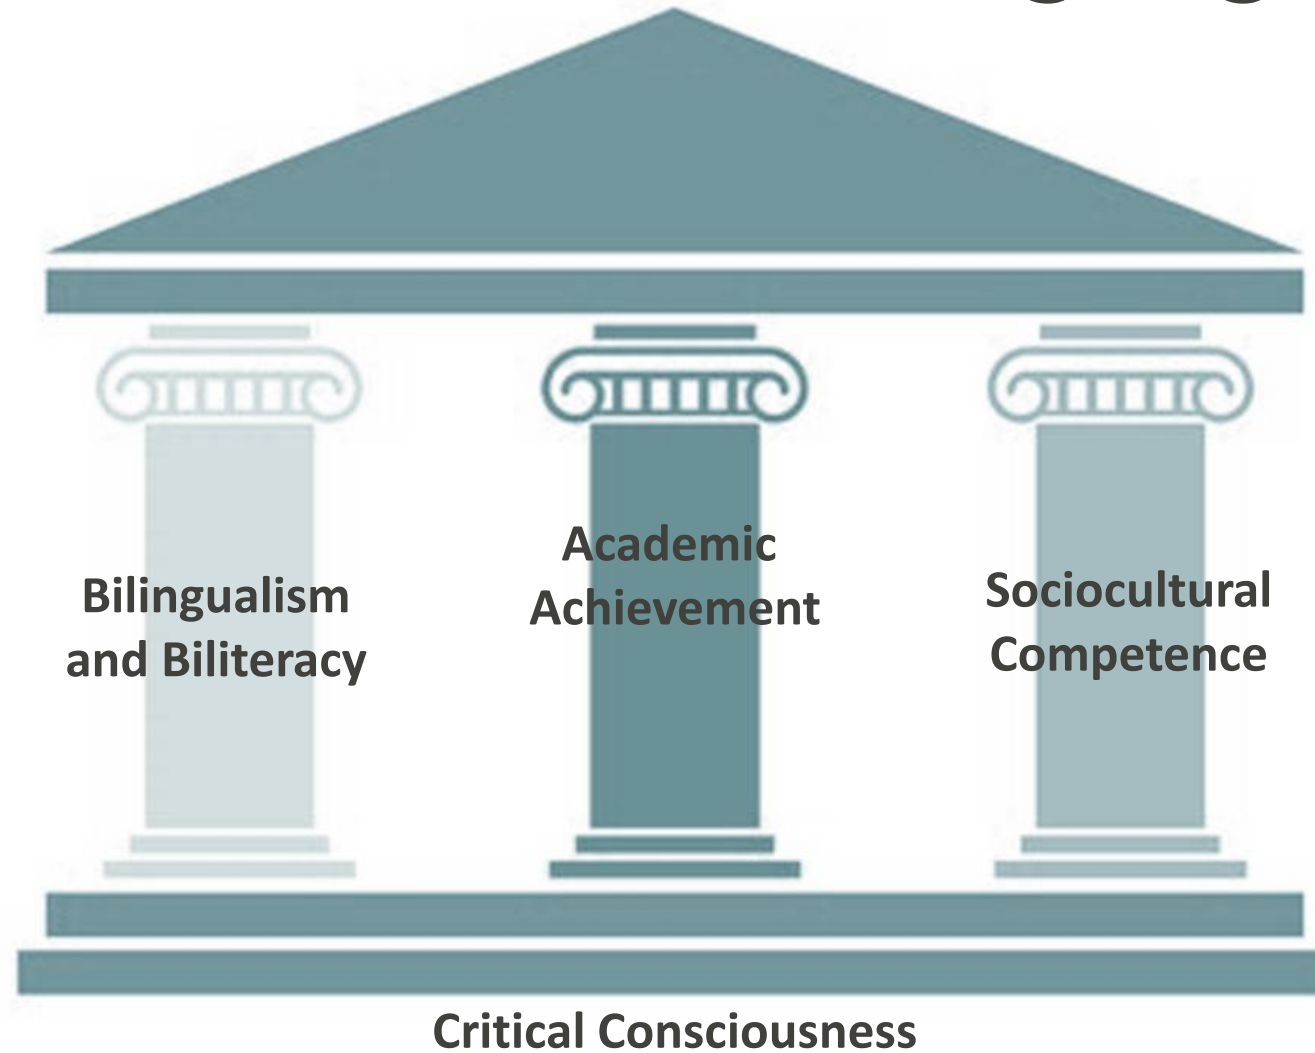 Academic
Achievement
Bilingualism
and Biliteracy
Sociocultural
Competence
Critical Consciousness